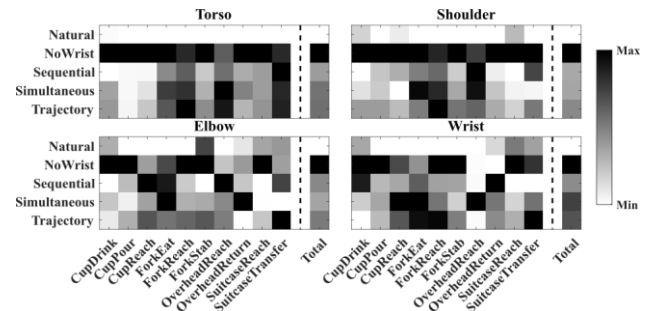 Torso Shoulder
Natural
NoWrist
Sequential
Simultaneous
Trajectory
Max
Min
Elbow Wrist
Natural
NoWrist
Sequential
Simultaneous
Trajectory
CupDrink
CupPour
CupReach
ForkEat
ForkReach
ForkStab
OverheadReach
OverheadReturn
SuitcaseReach
SuitcaseTransfer
Total
CupDrink
CupPour
CupReach
ForkEat
ForkReach
ForkStab
OverheadReach
OverheadReturn
SuitcaseReach
SuitcaseTransfer
Total